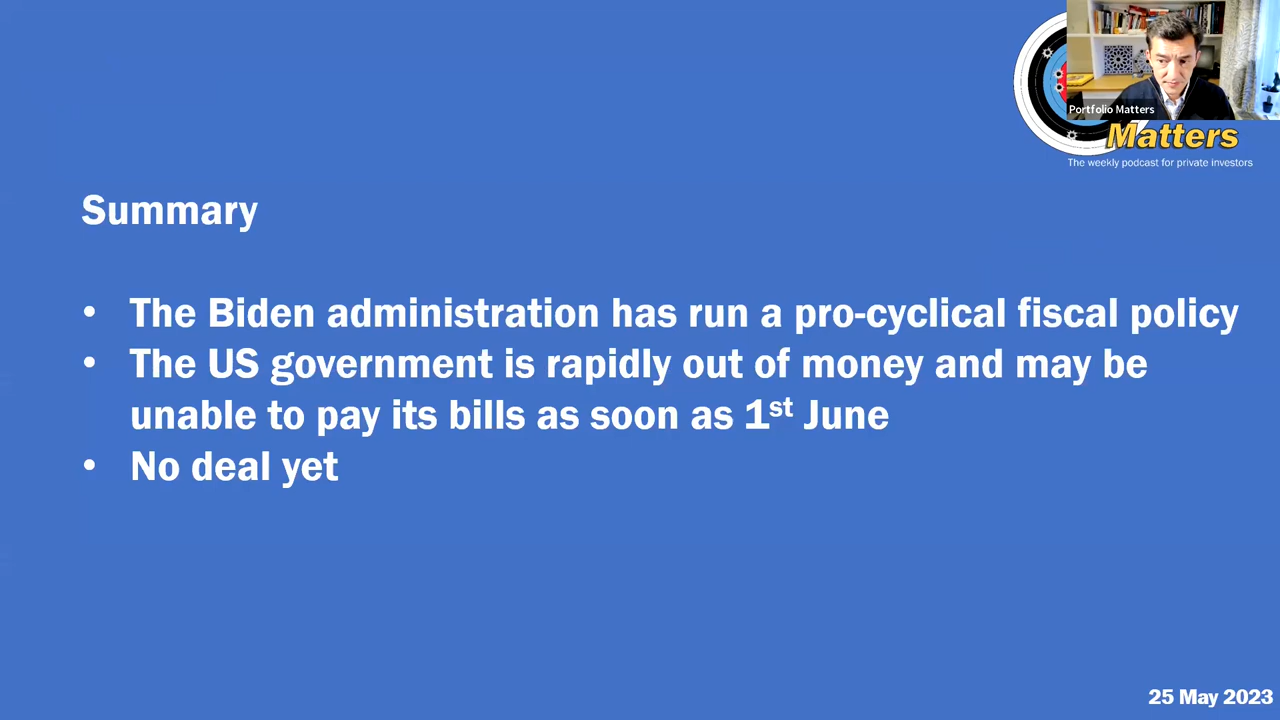 Portfolio Matters
Matters
The weekly podcast for private investors
Summary
• The Biden administration has run a pro-cyclical fiscal policy
• The US government is rapidly out of money and may be
unable to pay its bills as soon as 1st June
• No deal yet
25 May 2023